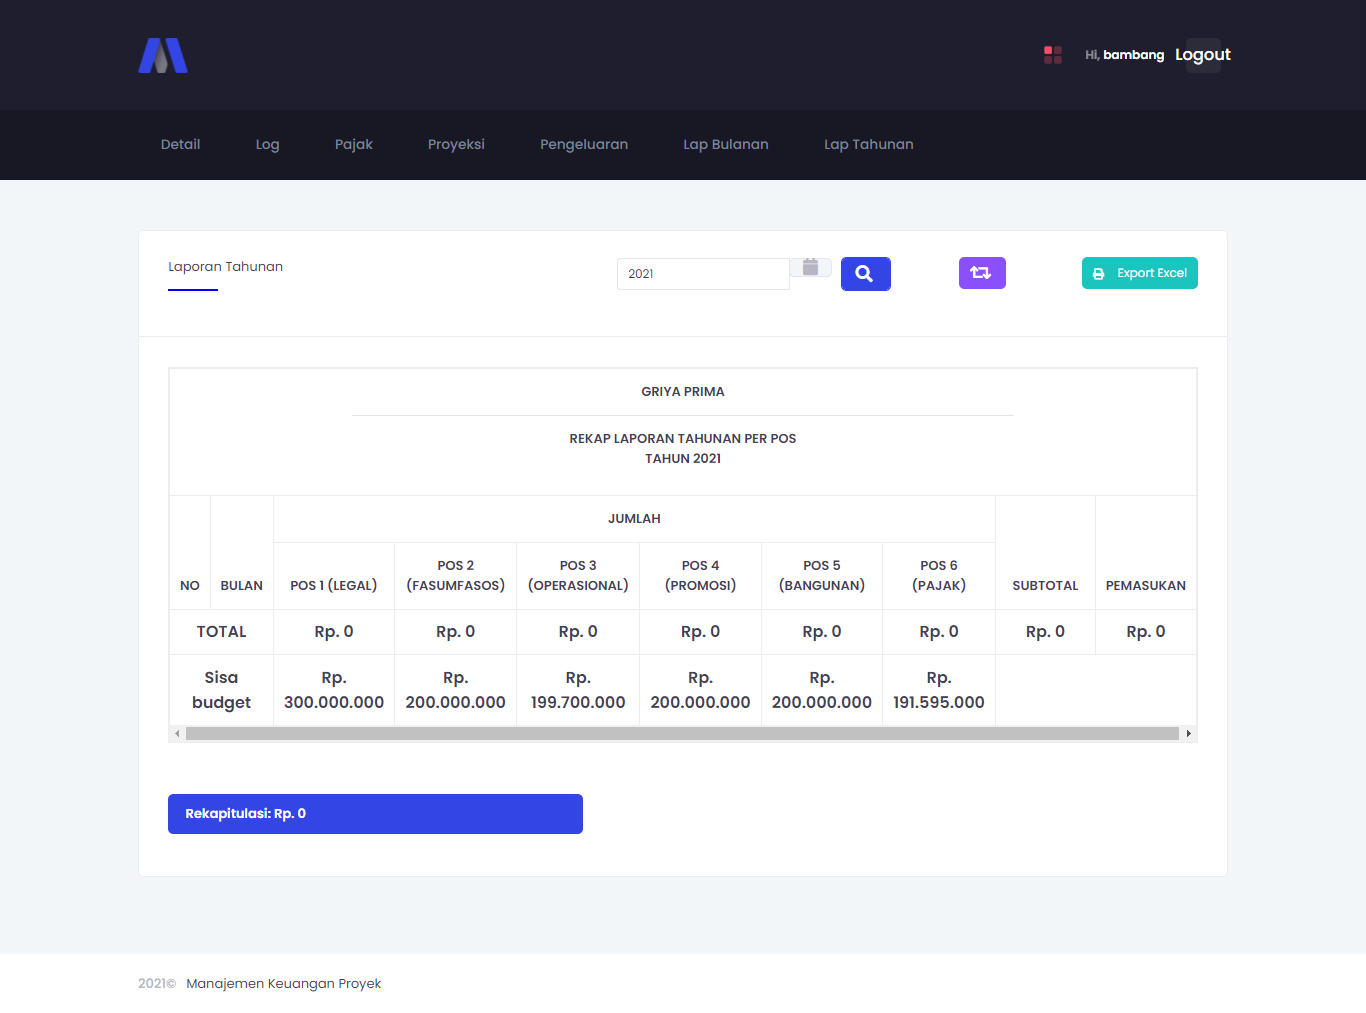 Hi, bambang Logout
Detail Log Pajak Proyeksi Pengeluaran Lap Bulanan Lap Tahunan
Laporan Tahunan 2021 Export Excel
GRIYA PRIMA
REKAP LAPORAN TAHUNAN PER POS
TAHUN 2021
JUMLAH
NO BULAN POS 1 (LEGAL) POS 2 (FASUMFASOS) POS 3 (OPERASIONAL) POS 4 (PROMOSI) POS 5 (BANGUNAN) POS 6 (PAJAK) SUBTOTAL PEMASUKAN
TOTAL Rp. 0 Rp. 0 Rp. 0 Rp. 0 Rp. 0 Rp. 0 Rp. 0 Rp. 0
Sisa budget Rp. 300.000.000 Rp. 200.000.000 Rp. 199.700.000 Rp. 200.000.000 Rp. 200.000.000 Rp. 191.595.000
Rekapitulasi: Rp. 0
2021© Manajemen Keuangan Proyek